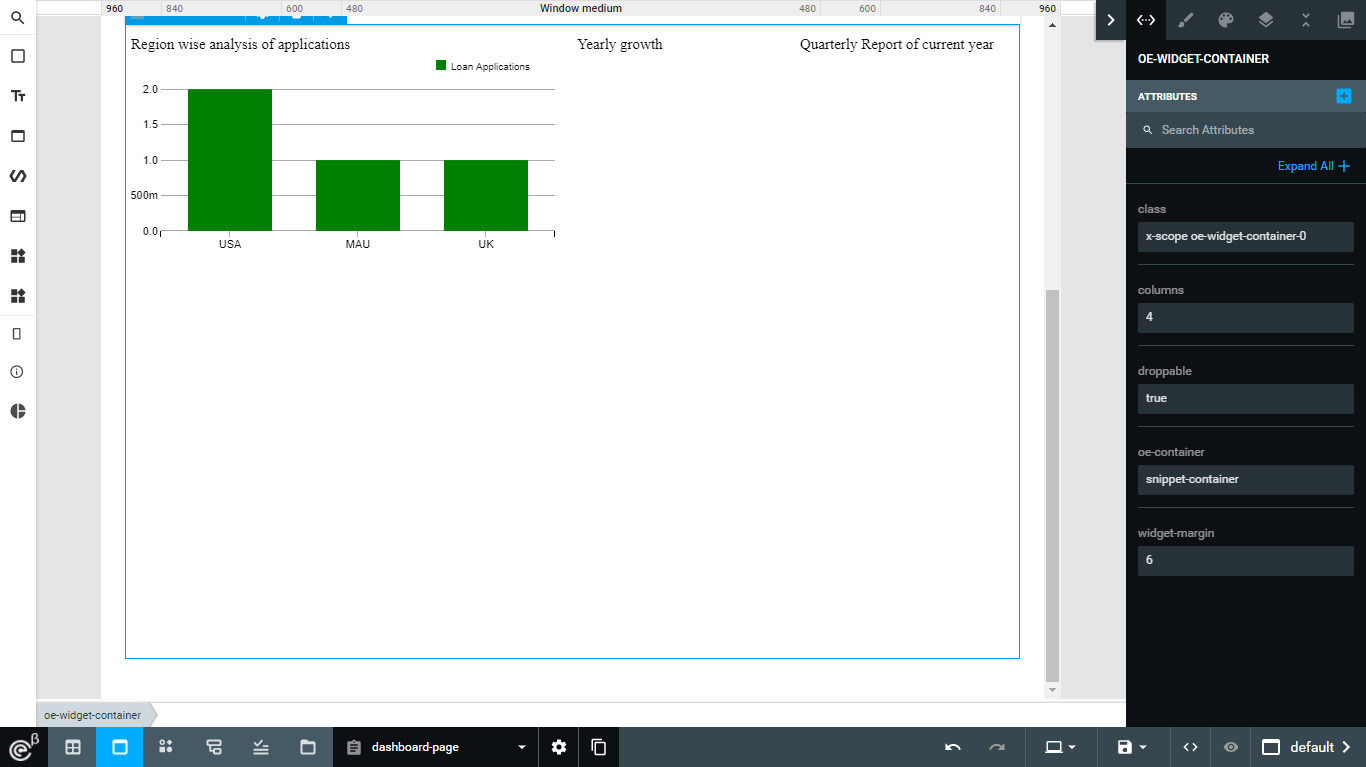 960 840 600 480 Window medium 480 600 840 960
Region wise analysis of applications
Yearly growth
Quarterly Report of current year
Loan Applications
2.0
1.5
1.0
500m
0.0
USA MAU UK
oe-widget-container
OE-WIDGET-CONTAINER
ATTRIBUTES
Search Attributes
Expand All
class
x-scope oe-widget-container-0
columns
4
droppable
true
oe-container
snippet-container
widget-margin
6
β
dashboard-page
default